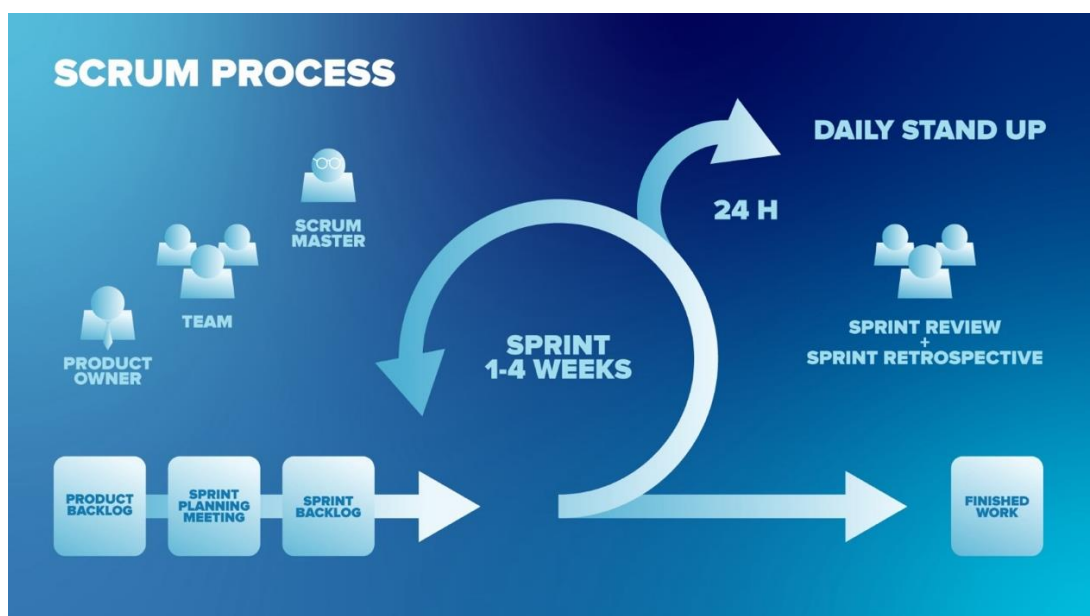 SCRUM PROCESS
SCRUM
MASTER
TEAM
PRODUCT
OWNER
PRODUCT
BACKLOG
SPRINT
PLANNING
MEETING
SPRINT
BACKLOG
SPRINT
1-4 WEEKS
24 H
DAILY STAND UP
SPRINT REVIEW
+
SPRINT RETROSPECTIVE
FINISHED
WORK